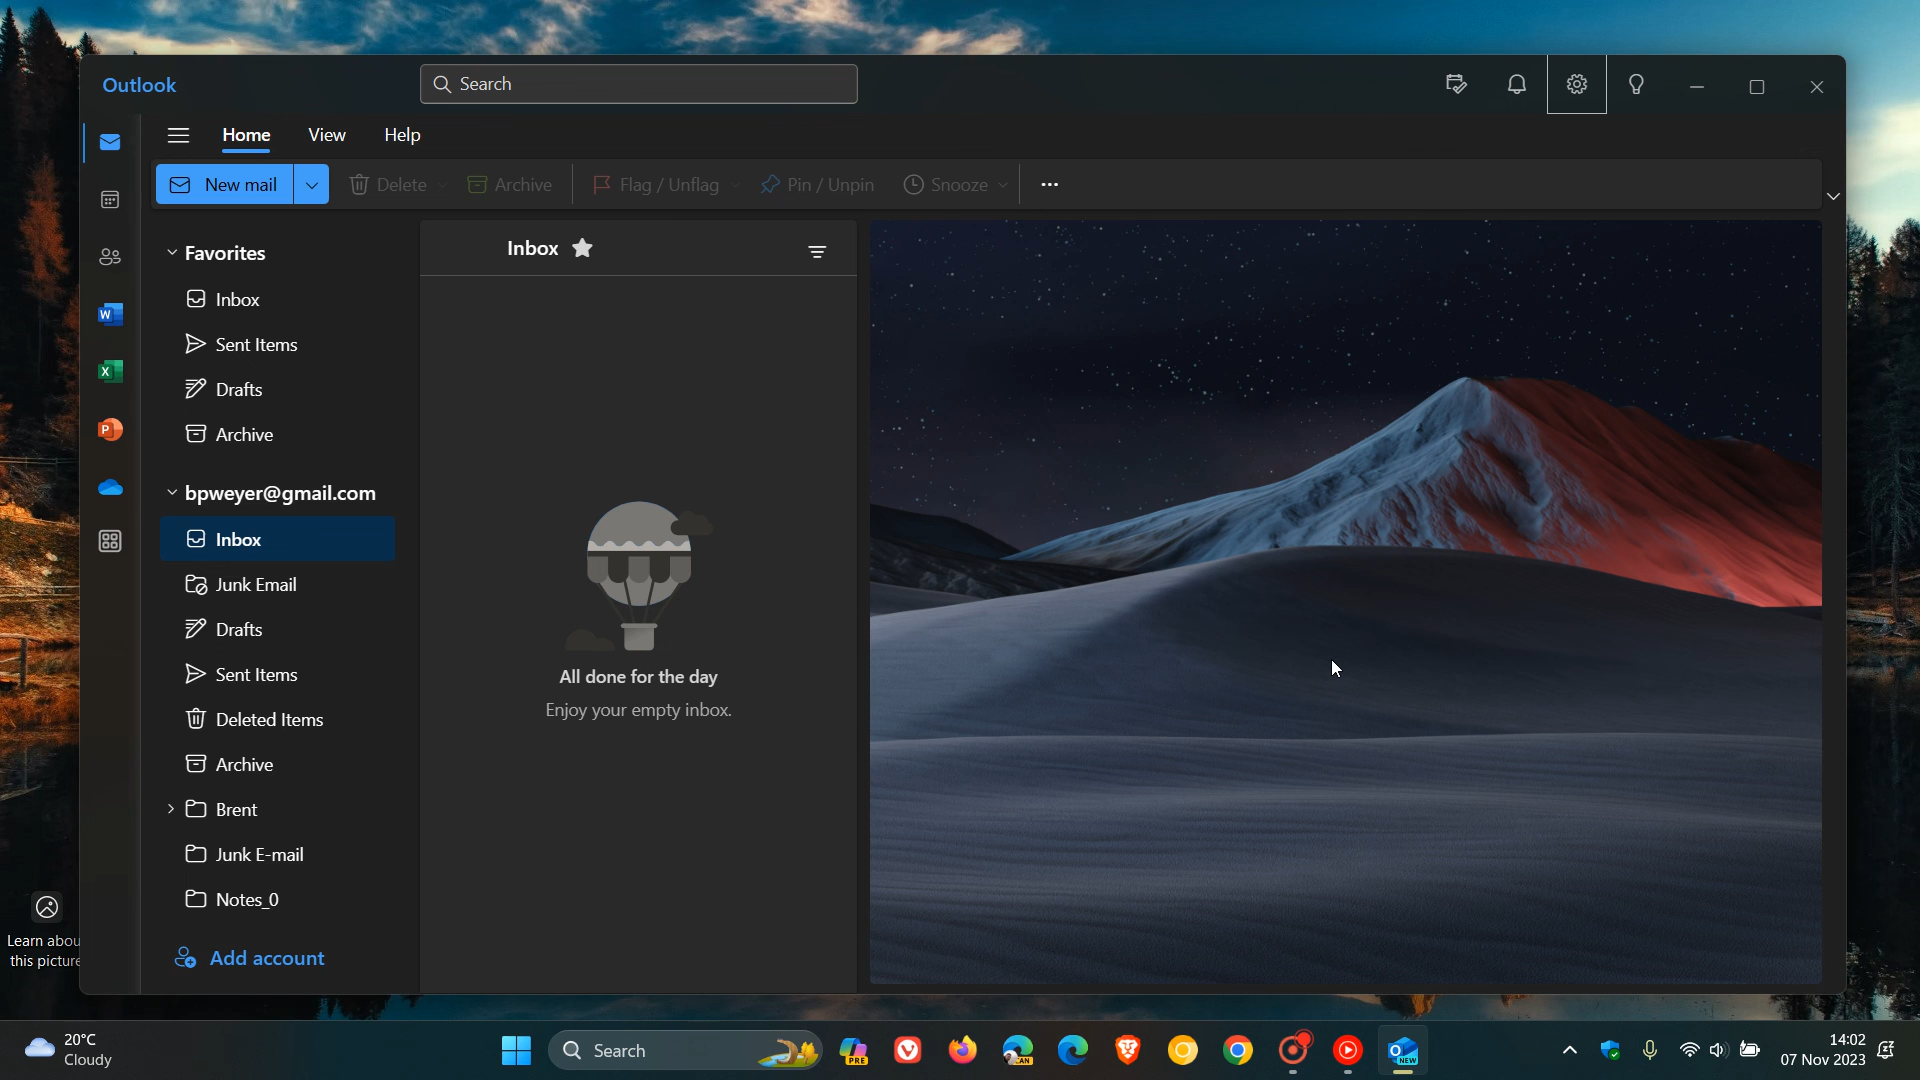 Outlook
Search
Home View Help
New mail Delete Archive Flag / Unflag Pin / Unpin Snooze
Favorites
Inbox
Sent Items
Drafts
Archive
bpweyer@gmail.com
Inbox
Junk Email
Drafts
Sent Items
Deleted Items
Archive
Brent
Junk E-mail
Notes_0
Add account
Inbox
All done for the day
Enjoy your empty inbox.
W
X
P
Learn abou
this picture
20°C
Cloudy
Search
PRE
CAN
O
NEW
14:02
07 Nov 2023